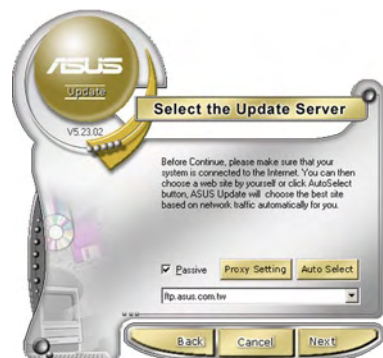 ASUS
Update
V5.23.02
Select the Update Server
Before Continue, please make sure that your
system is connected to the Internet. You can then
choose a web site by yourself or click AutoSelect
button, ASUS Update will choose the best site
based on network traffic automatically for you.
Passive
Proxy Setting
Auto Select
ftp.asus.com.tw
Back
Cancel
Next